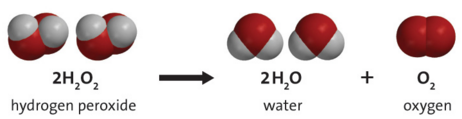 2H₂O₂ 2H₂O + O₂
hydrogen peroxide water oxygen